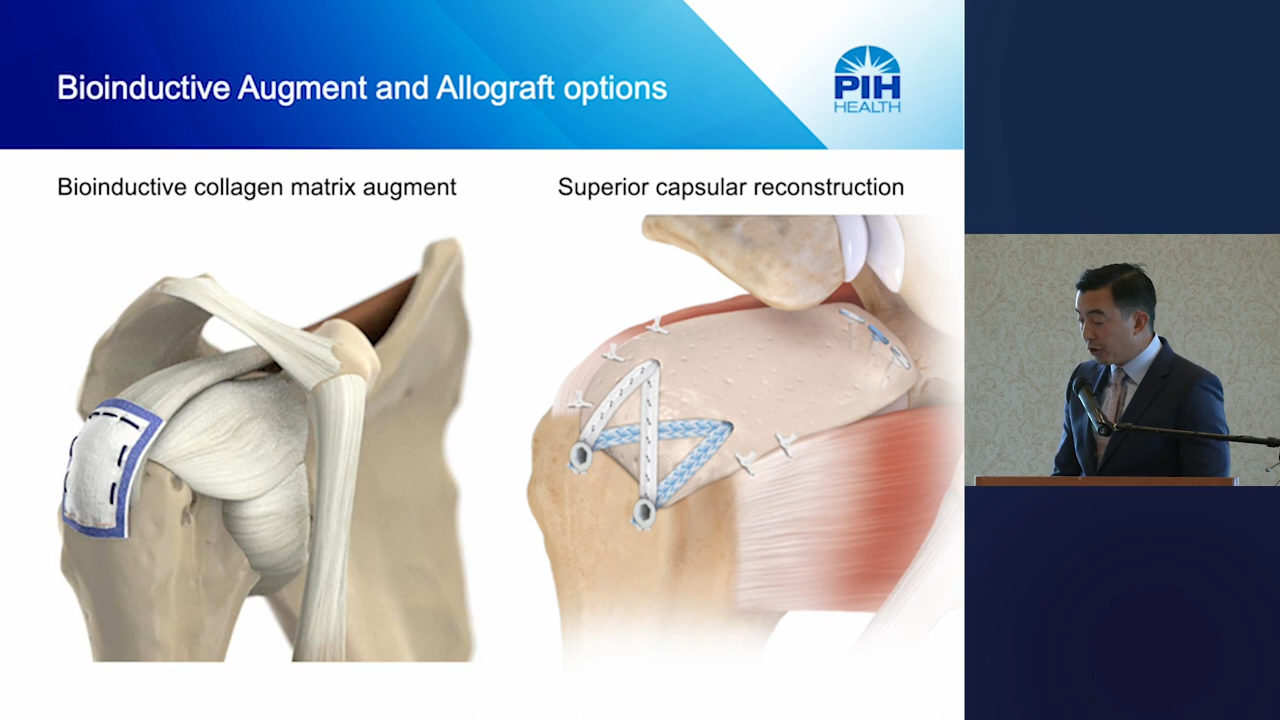 Bioinductive Augment and Allograft options
PIH
HEALTH
Bioinductive collagen matrix augment
Superior capsular reconstruction